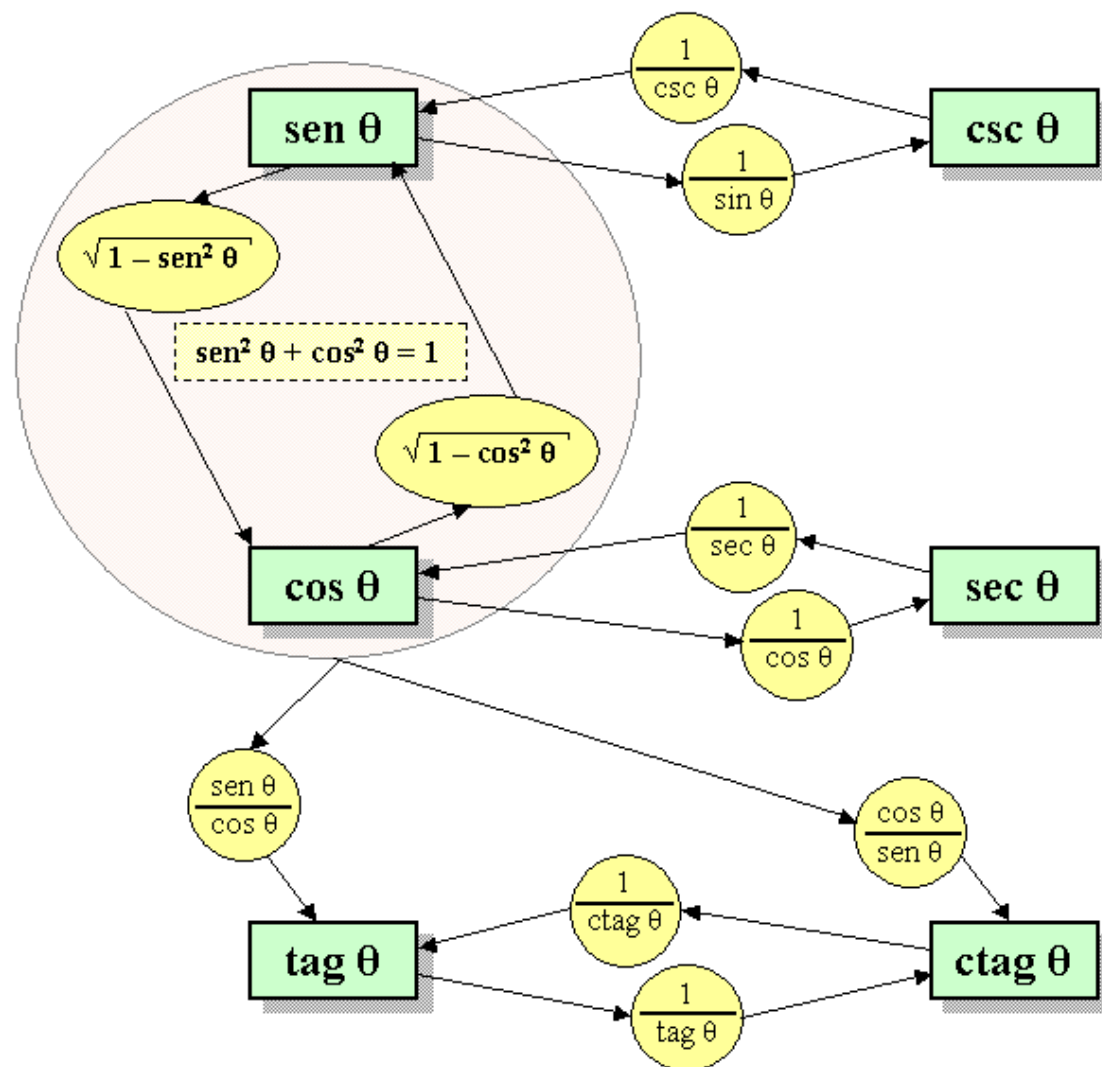 1
csc θ
sen θ
csc θ
1
sin θ
√1 – sen² θ
sen² θ + cos² θ = 1
√1 – cos² θ
1
sec θ
cos θ
sec θ
1
cos θ
sen θ
cos θ
cos θ
sen θ
1
ctag θ
tag θ
ctag θ
1
tag θ